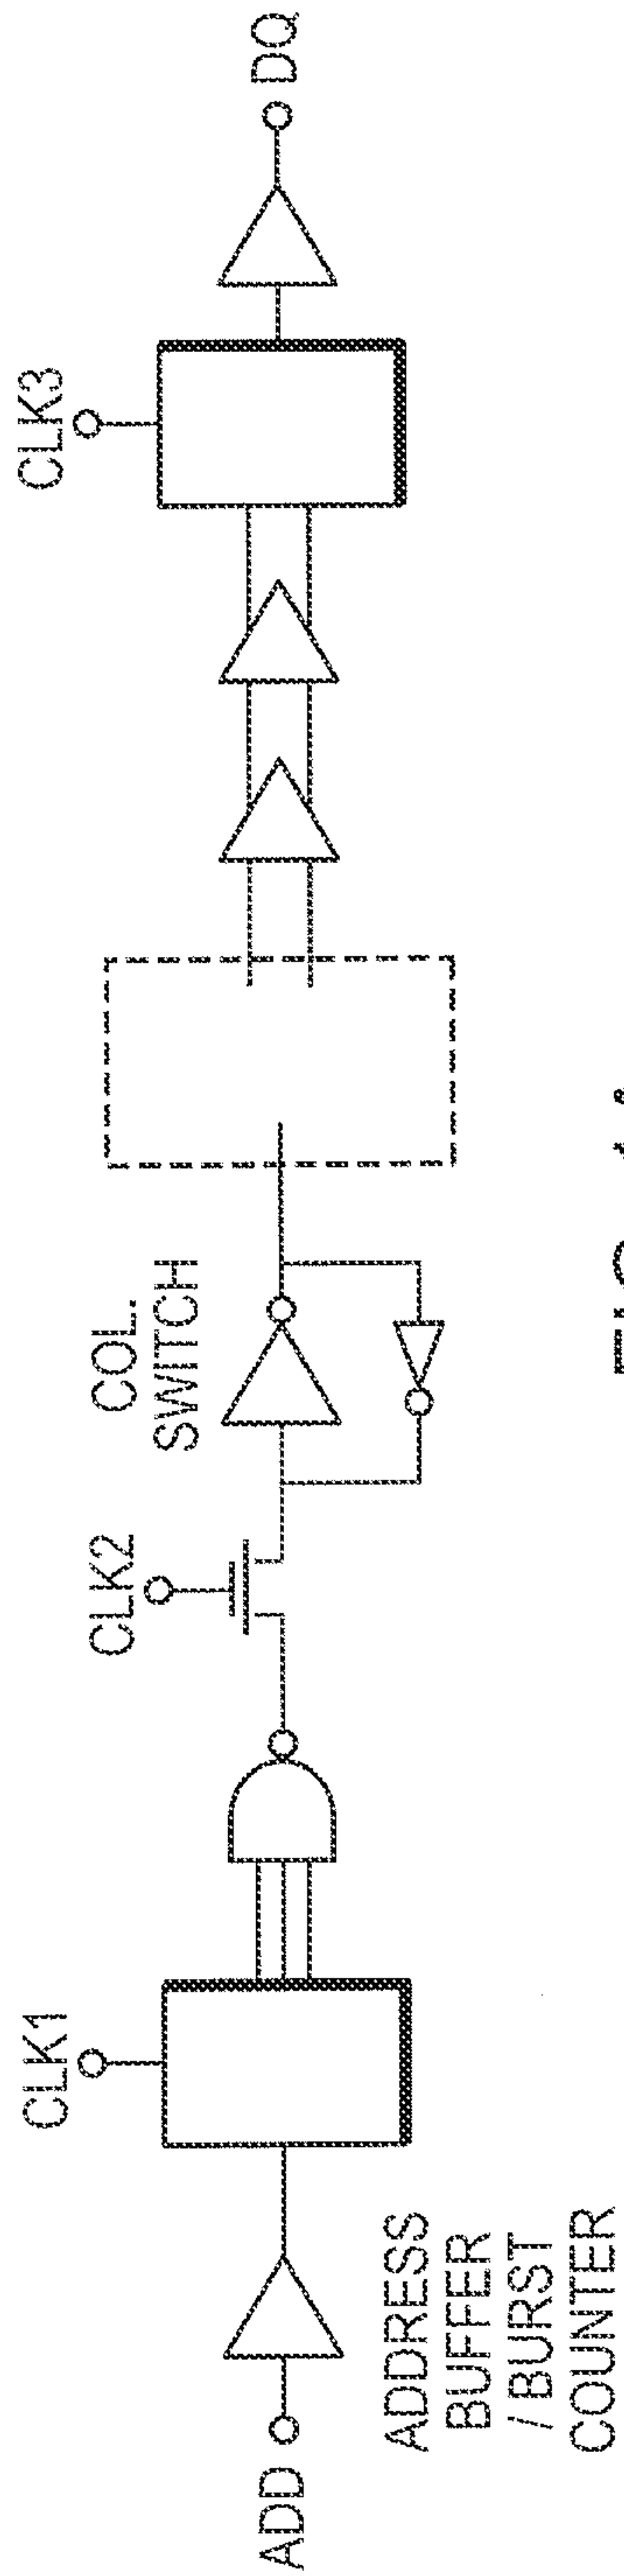 ADD
ADDRESS
BUFFER
/ BURST
COUNTER
CLK1
CLK2
COL.
SWITCH
CLK3
DQ